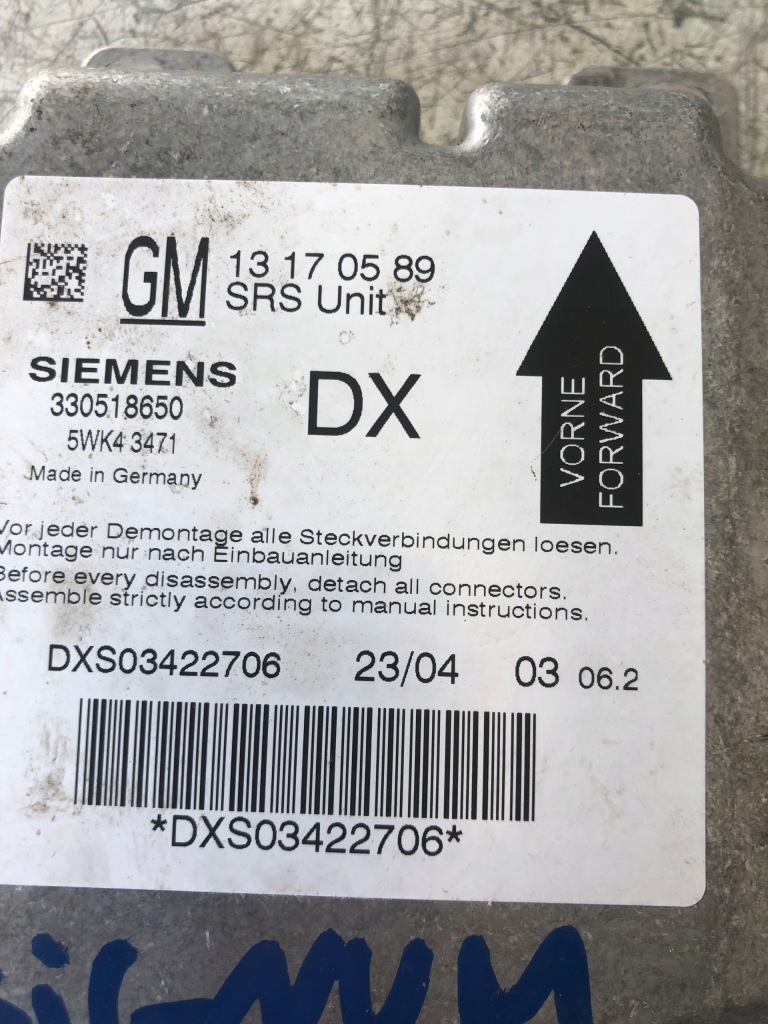 GM 13 17 05 89
SRS Unit
SIEMENS
330518650
5WK4 3471
Made in Germany
DX
VORNE
FORWARD
Vor jeder Demontage alle Steckverbindungen loesen.
Montage nur nach Einbauanleitung
Before every disassembly, detach all connectors.
Assemble strictly according to manual instructions.
DXS03422706 23/04 03 06.2
*DXS03422706*